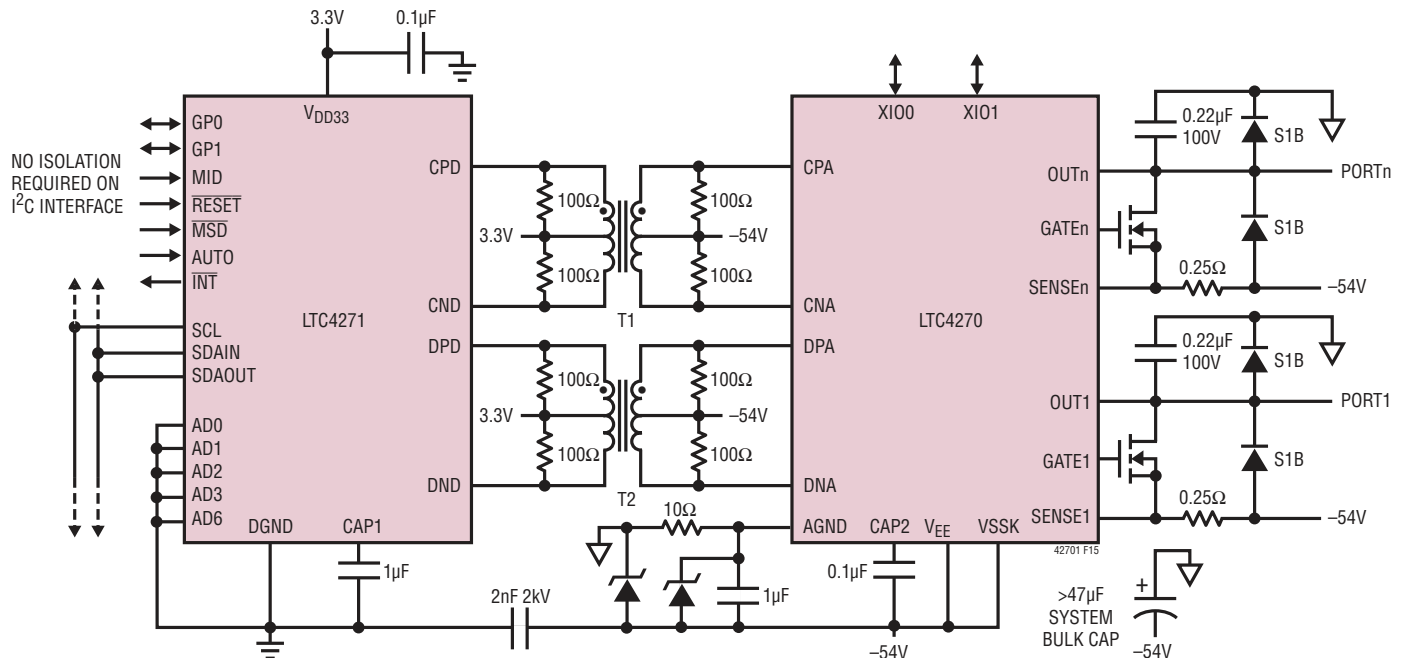 3.3V
0.1µF
VDD33
GP0
GP1
MID
RESET
MSD
AUTO
INT
NO ISOLATION
REQUIRED ON
I2C INTERFACE
SCL
SDAIN
SDAOUT
AD0
AD1
AD2
AD3
AD6
LTC4271
DGND
CAP1
CPD
CND
DPD
DND
1µF
100Ω
3.3V
100Ω
100Ω
–54V
100Ω
T1
100Ω
3.3V
100Ω
100Ω
–54V
100Ω
T2
10Ω
2nF 2kV
1µF
XIO0
XIO1
CPA
CNA
DPA
DNA
LTC4270
AGND
CAP2
VEE
VSSK
0.1µF
–54V
OUTn
GATEn
SENSEn
OUT1
GATE1
SENSE1
0.22µF
100V
S1B
PORTn
S1B
0.25Ω
–54V
0.22µF
100V
S1B
PORT1
S1B
0.25Ω
–54V
42701 F15
+
>47µF
SYSTEM
BULK CAP
–54V